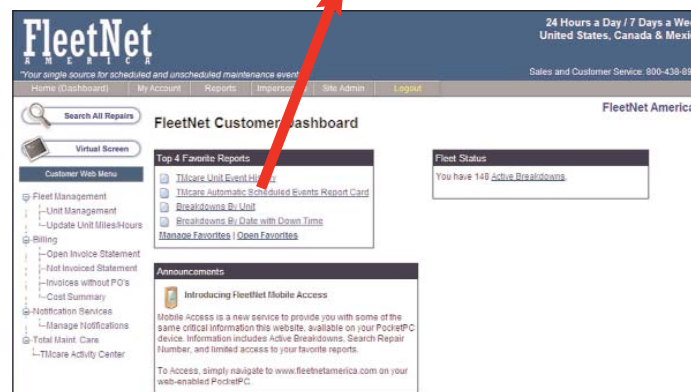 FleetNet
AMERICA
"Your single source for scheduled and unscheduled maintenance event
24 Hours a Day / 7 Days a Wee
United States, Canada & Mexi
Sales and Customer Service: 800-438-89
Home (Dashboard) My Account Reports Imperson Site Admin Logout
FleetNet America
Search All Repairs
Virtual Screen
Customer Web Menu
Fleet Management
Unit Management
Update Unit Miles/Hours
Billing
Open Invoice Statement
Not Invoiced Statement
Invoices without PO's
Cost Summary
Notification Services
Manage Notifications
Total Maint. Care
TMcare Activity Center
FleetNet Customer Dashboard
Top 4 Favorite Reports
TMcare Unit Event History
TMcare Automatic Scheduled Events Report Card
Breakdowns By Unit
Breakdowns By Date with Down Time
Manage Favorites | Open Favorites
Fleet Status
You have 148 Active Breakdowns.
Announcements
Introducing FleetNet Mobile Access
Mobile Access is a new service to provide you with some of the
same critical information this website, available on your PocketPC
device. Information includes Active Breakdowns, Search Repair
Number, and limited access to your favorite reports.
To Access, simply navigate to www.fleetnetamerica.com on your
web-enabled PocketPC.